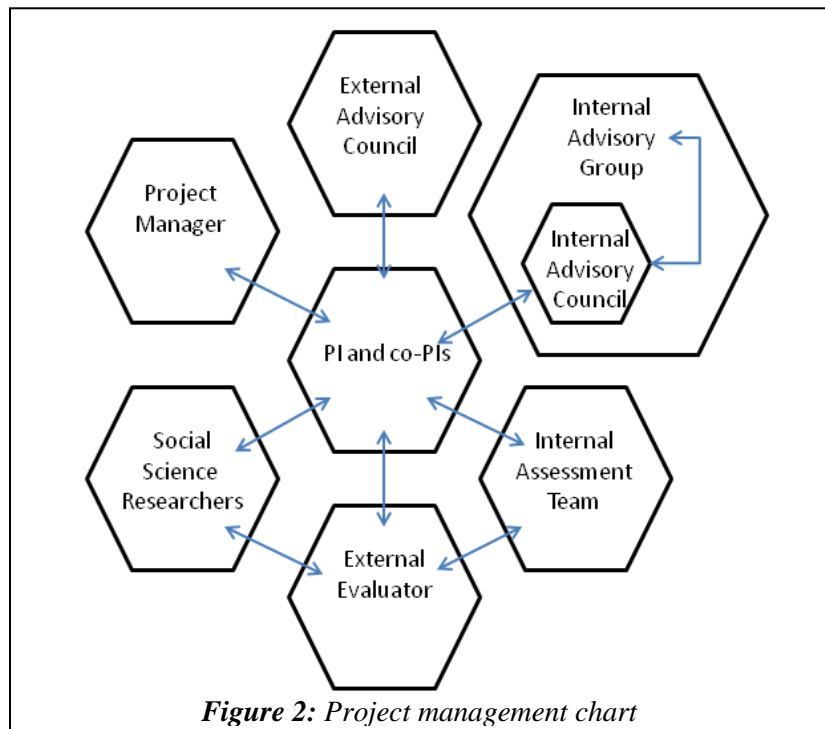 External
Advisory
Council
Internal
Advisory
Group
Project
Manager
Internal
Advisory
Council
PI and co-PIs
Social
Science
Researchers
Internal
Assessment
Team
External
Evaluator
Figure 2: Project management chart